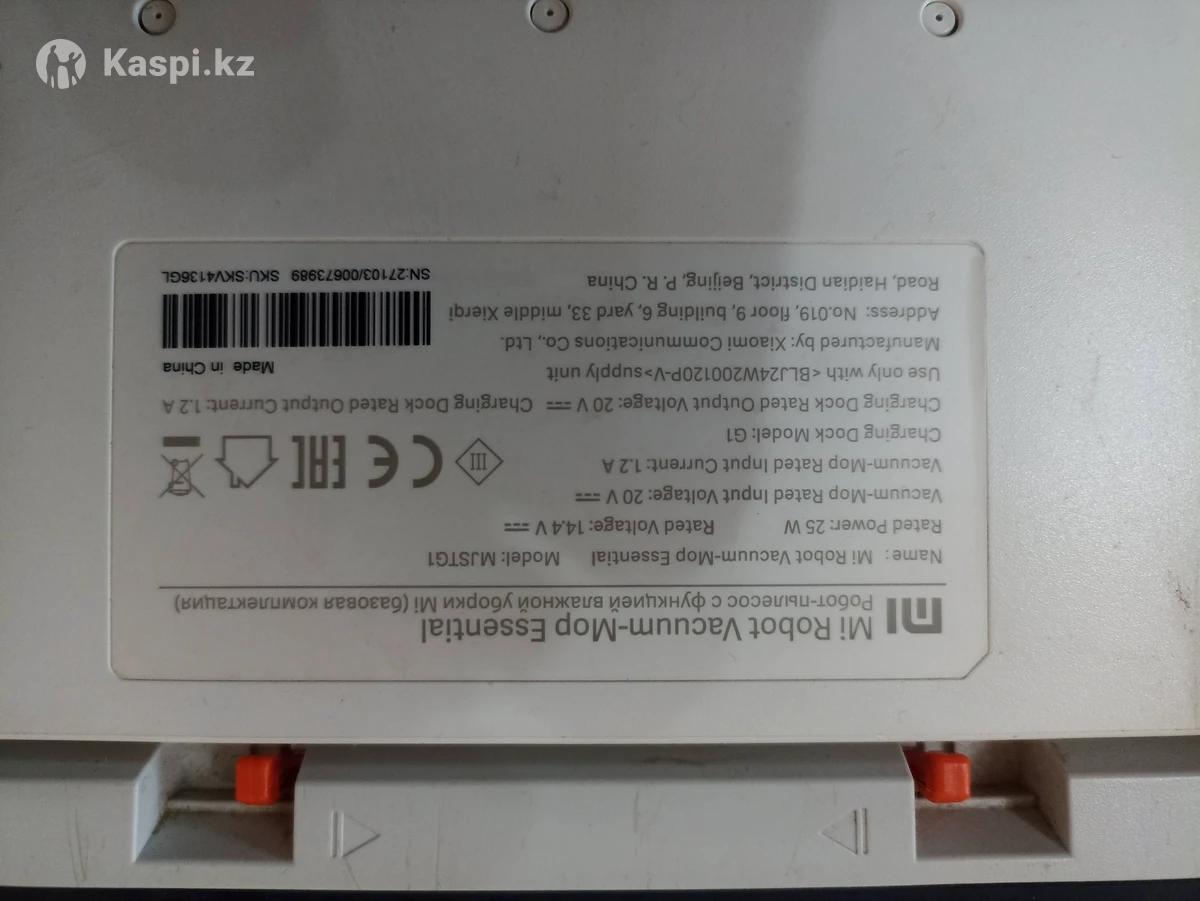 Kaspi.kz
mi
Mi Robot Vacuum-Mop Essential
Робот-пылесос с функцией влажной уборки Mi (базовая комплектация)
Name: Mi Robot Vacuum-Mop Essential Model: MJSTG1
Rated Power: 25 W Rated Voltage: 14.4 V
Vacuum-Mop Rated Input Voltage: 20 V
Vacuum-Mop Rated Input Current: 1.2 A
Charging Dock Model: G1
Charging Dock Rated Output Voltage: 20 V Charging Dock Rated Output Current: 1.2 A
Use only with <BLJ24W200120P-V>supply unit
Manufactured by: Xiaomi Communications Co., Ltd.
Address: No.019, floor 9, building 6, yard 33, middle Xierqi
Road, Haidian District, Beijing, P. R. China
III CE EAC
Made in China
SN:27103/00673989 SKU:SKV4136GL